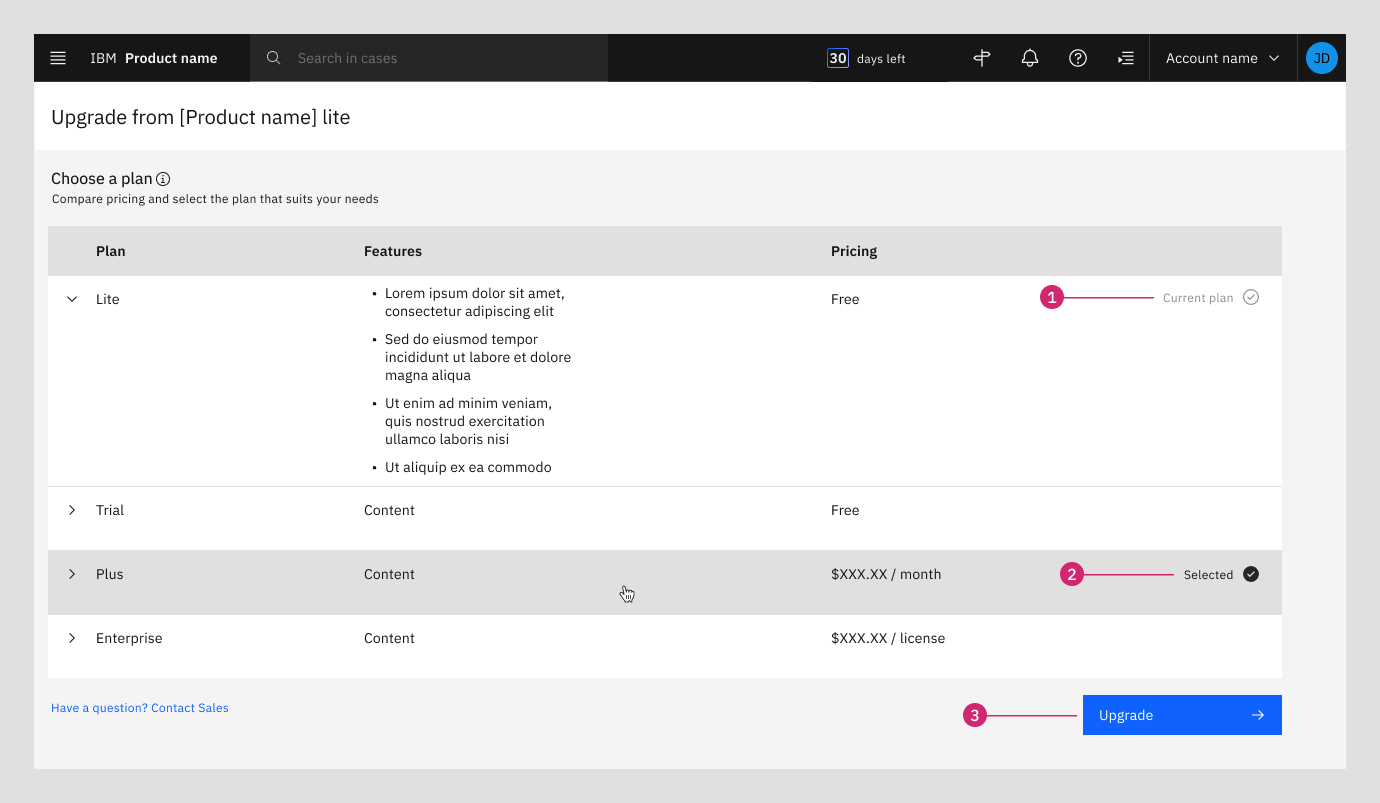 IBM Product name
Search in cases
30 days left
Account name
JD
Upgrade from [Product name] lite
Choose a plan
Compare pricing and select the plan that suits your needs
Plan Features Pricing
Lite
• Lorem ipsum dolor sit amet,
consectetur adipiscing elit
• Sed do eiusmod tempor
incididunt ut labore et dolore
magna aliqua
• Ut enim ad minim veniam,
quis nostrud exercitation
ullamco laboris nisi
• Ut aliquip ex ea commodo
Free
1
Current plan
Trial Content Free
Plus Content $XXX.XX / month 2 Selected
Enterprise Content $XXX.XX / license
Have a question? Contact Sales
3
Upgrade